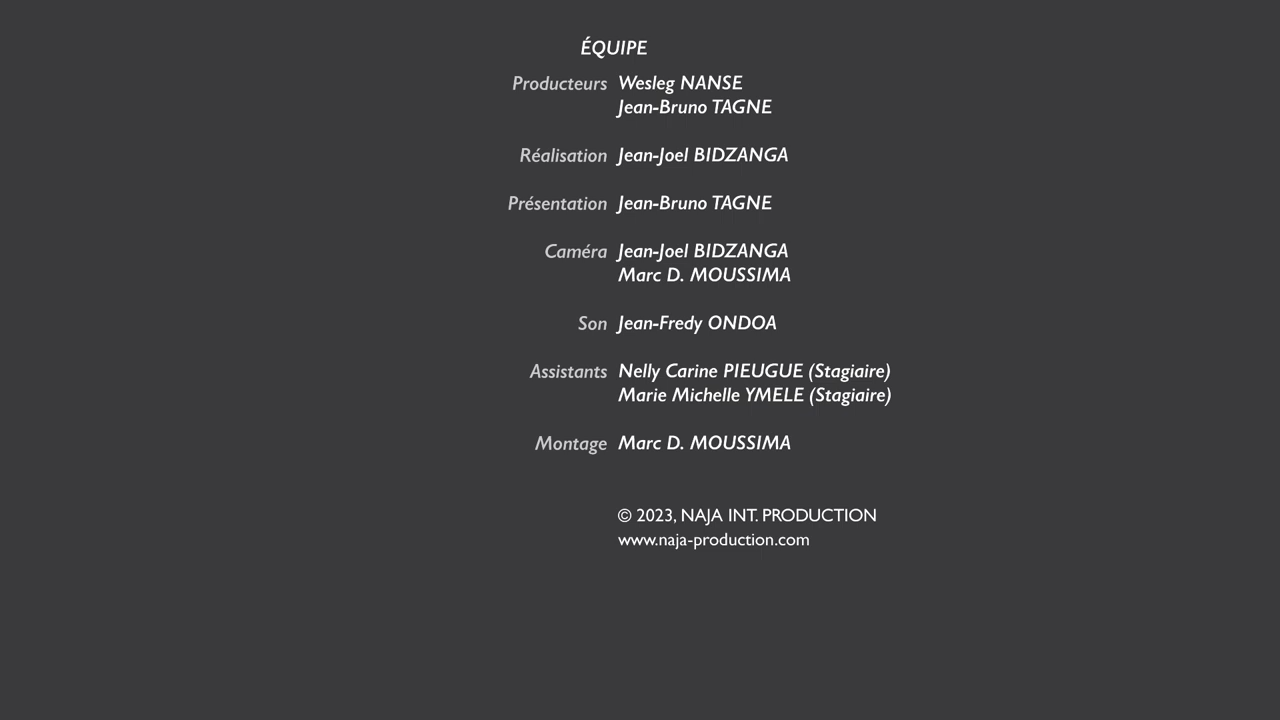 ÉQUIPE
Producteurs Wesleg NANSE
Jean-Bruno TAGNE
Réalisation Jean-Joel BIDZANGA
Présentation Jean-Bruno TAGNE
Caméra Jean-Joel BIDZANGA
Marc D. MOUSSIMA
Son Jean-Fredy ONDOA
Assistants Nelly Carine PIEUGUE (Stagiaire)
Marie Michelle YMELE (Stagiaire)
Montage Marc D. MOUSSIMA
© 2023, NAJA INT. PRODUCTION
www.naja-production.com